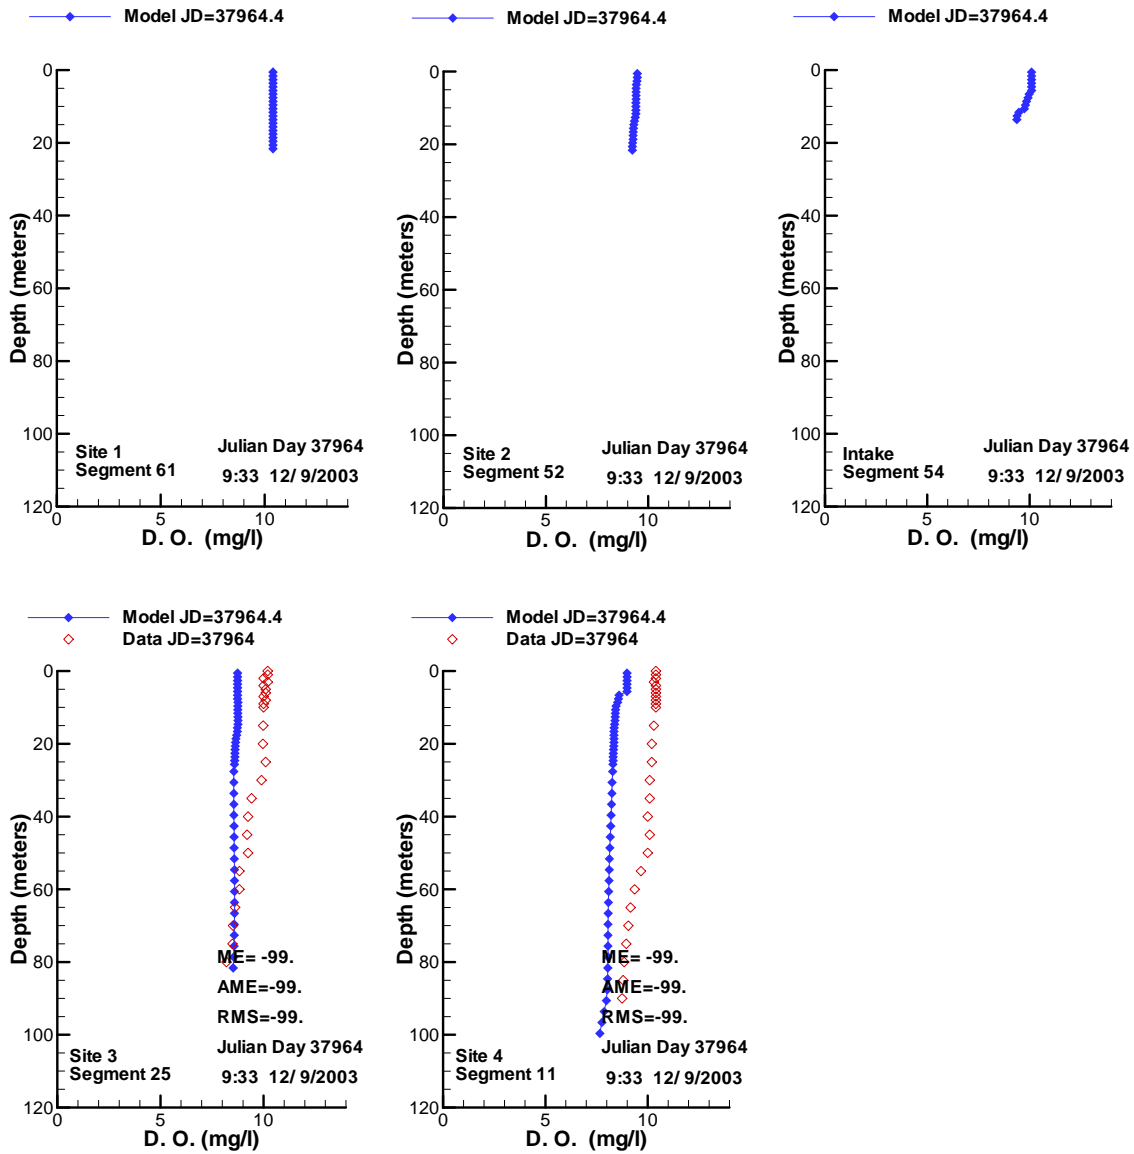 Model JD=37964.4
0
20
40
60
80
100
120
Depth (meters)
Site 1
Segment 61
Julian Day 37964
9:33 12/ 9/2003
0 5 10
D. O. (mg/l)
Model JD=37964.4
0
20
40
60
80
100
120
Depth (meters)
Site 2
Segment 52
Julian Day 37964
9:33 12/ 9/2003
0 5 10
D. O. (mg/l)
Model JD=37964.4
0
20
40
60
80
100
120
Depth (meters)
Intake
Segment 54
Julian Day 37964
9:33 12/ 9/2003
0 5 10
D. O. (mg/l)
Model JD=37964.4
Data JD=37964
0
20
40
60
80
100
120
Depth (meters)
ME= -99.
AME=-99.
RMS=-99.
Site 3
Segment 25
Julian Day 37964
9:33 12/ 9/2003
0 5 10
D. O. (mg/l)
Model JD=37964.4
Data JD=37964
0
20
40
60
80
100
120
Depth (meters)
ME= -99.
AME=-99.
RMS=-99.
Site 4
Segment 11
Julian Day 37964
9:33 12/ 9/2003
0 5 10
D. O. (mg/l)